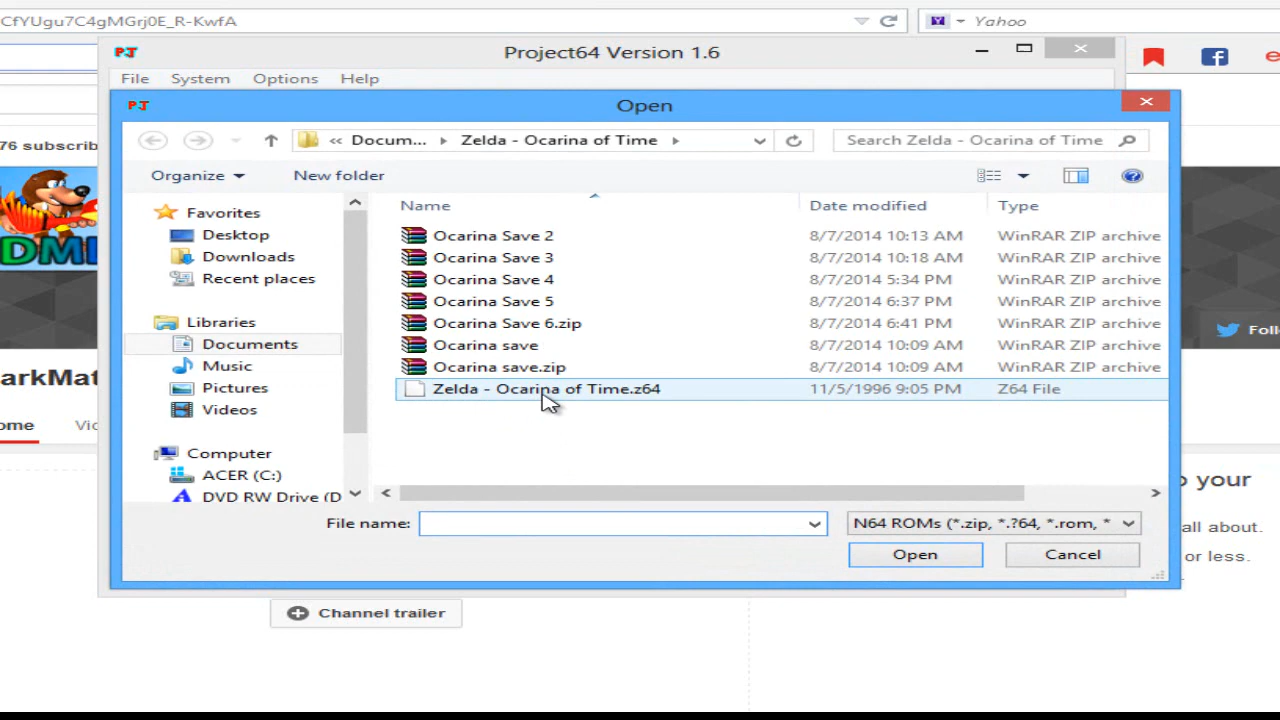 CfYUgu7C4gMGrj0E_R-KwfA
Yahoo
PJ Project64 Version 1.6
File System Options Help
PJ Open
« Docum... Zelda - Ocarina of Time
Search Zelda - Ocarina of Time
Organize New folder
76 subscrib
Favorites
Desktop
Downloads
Recent places
Libraries
Documents
Music
Pictures
Videos
Computer
ACER (C:)
DVD RW Drive (D
Name Date modified Type
Ocarina Save 2 8/7/2014 10:13 AM WinRAR ZIP archive
Ocarina Save 3 8/7/2014 10:18 AM WinRAR ZIP archive
Ocarina Save 4 8/7/2014 5:34 PM WinRAR ZIP archive
Ocarina Save 5 8/7/2014 6:37 PM WinRAR ZIP archive
Ocarina Save 6.zip 8/7/2014 6:41 PM WinRAR ZIP archive
Ocarina save 8/7/2014 10:09 AM WinRAR ZIP archive
Ocarina save.zip 8/7/2014 10:09 AM WinRAR ZIP archive
Zelda - Ocarina of Time.z64 11/5/1996 9:05 PM Z64 File
File name:
N64 ROMs (*.zip, *.?64, *.rom, *
Open Cancel
Foll
arkMat
ome Vic
o your
all about.
or less.
Channel trailer